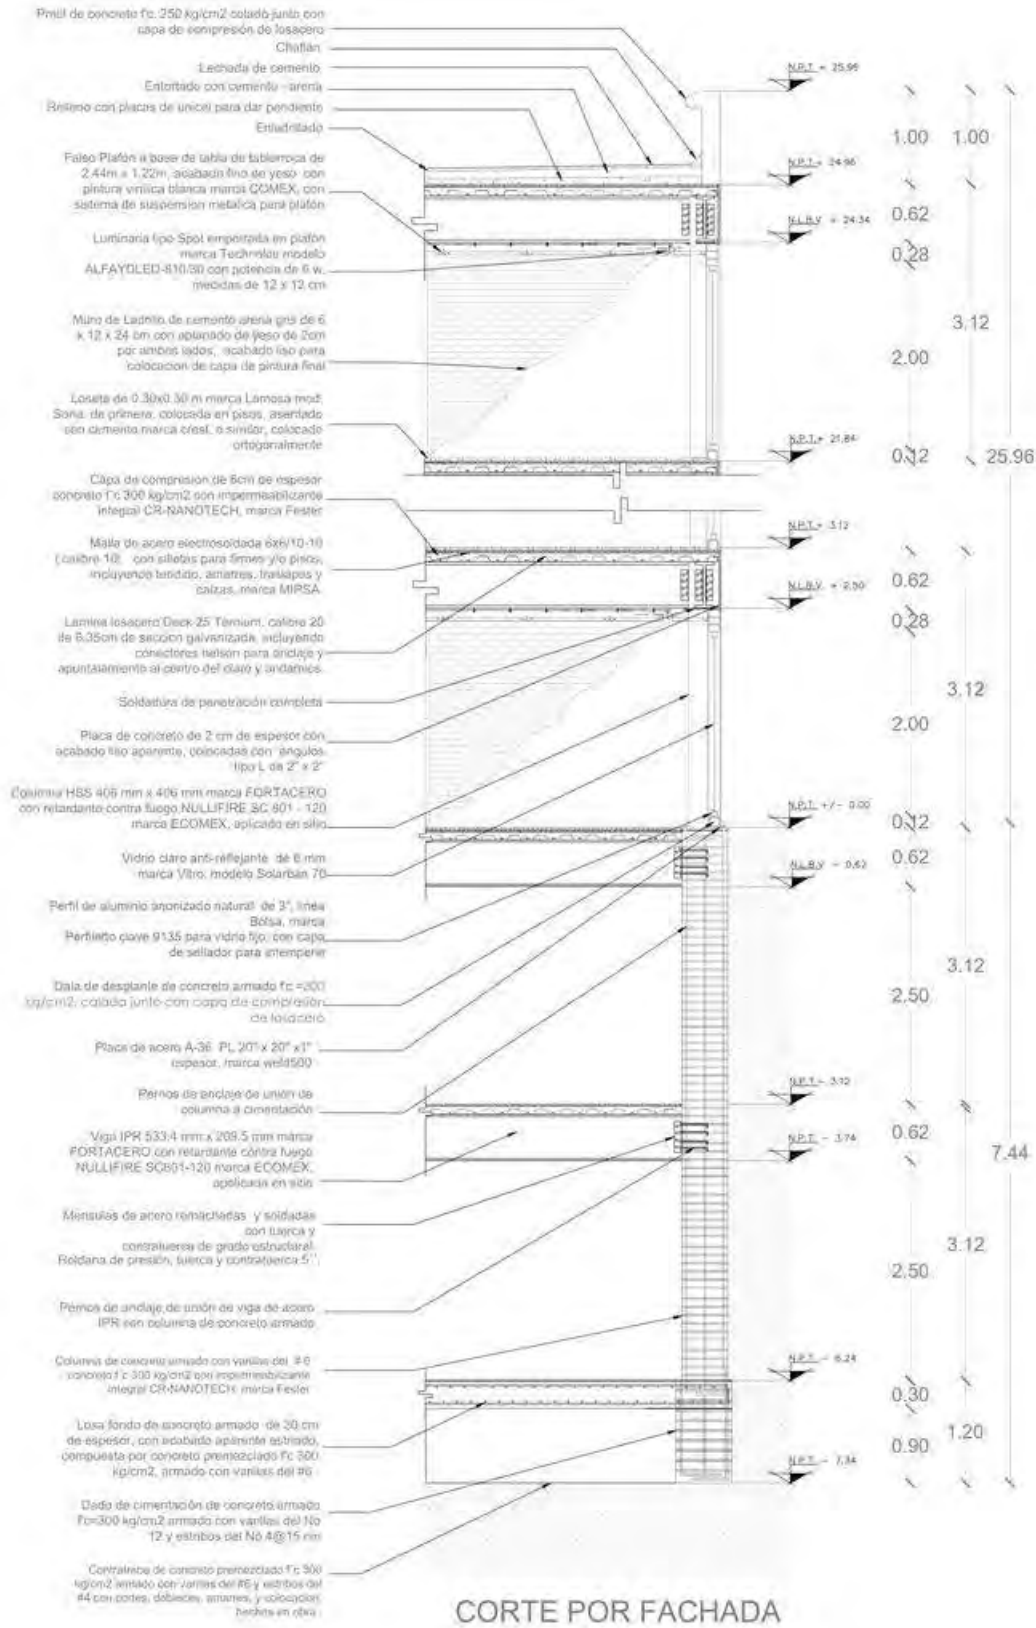 Pretil de concreto f'c. 250 kg/cm2 colado junto con
capa de compresión de losacero
Chaflán
Lechada de cemento
Entortado con cemento - arena
Relleno con placas de unicel para dar pendiente
Enladrillado
Falso Plafón a base de tabla de tablaroca de
2.44m x 1.22m, acabado fino de yeso con
pintura vinílica blanca marca COMEX, con
sistema de suspensión metálica para plafón
Luminaria tipo Spot empotrada en plafón
marca Technolau modelo
ALFAYDLED-810/30 con potencia de 6 w,
medidas de 12 x 12 cm
Muro de Ladrillo de cemento arena gris de 6
x 12 x 24 cm con aplanado de yeso de 2cm
por ambos lados, acabado liso para
colocación de capa de pintura final
Loseta de 0.30x0.30 m marca Lamosa mod.
Soria, de primera, colocada en pisos, asentado
con cemento marca crest, o similar, colocado
ortogonalmente
Capa de compresión de 6cm de espesor
concreto f'c 300 kg/cm2 con impermeabilizante
integral CR-NANOTECH, marca Fester
Malla de acero electrosoldada 6x6/10-10
( calibre 10) con silletas para firmes y/o pisos,
incluyendo tendido, amarres, traslapes y
calzas, marca MIPSA.
Lamina losacero Deck 25 Ternium, calibre 20
de 6.35cm de sección galvanizada, incluyendo
conectores nelson para anclaje y
apuntalamiento al centro del claro y andamios.
Soldadura de penetración completa
Placa de concreto de 2 cm de espesor con
acabado liso aparente, colocadas con ángulos
tipo L de 2" x 2"
Columna HSS 406 mm x 406 mm marca FORTACERO
con retardante contra fuego NULLIFIRE SC 601 - 120
marca ECOMEX, aplicado en sitio
Vidrio claro anti-reflejante de 6 mm
marca Vitro, modelo Solarban 70
Perfil de aluminio anonizado natural de 3", línea
Bolsa, marca
Perfiletto clave 9135 para vidrio fijo, con capa
de sellador para intemperie
Dala de desplante de concreto armado f'c =200
kg/cm2, colada junto con capa de compresión
de losacero
Placa de acero A-36 PL 20" x 20" x1"
espesor, marca weld500
Pernos de anclaje de unión de
columna a cimentación
Viga IPR 533.4 mm x 209.5 mm marca
FORTACERO con retardante contra fuego
NULLIFIRE SC601-120 marca ECOMEX,
aplicada en sitio
Mensulas de acero remachadas y soldadas
con tuerca y
contratuerca de grado estructural.
Roldana de presión, tuerca y contratuerca 5''.
Pernos de anclaje de unión de viga de acero
IPR con columna de concreto armado
Columna de concreto armado con varillas del #6
concreto f'c 300 kg/cm2 con impermeabilizante
integral CR-NANOTECH, marca Fester
Losa fondo de concreto armado de 30 cm
de espesor, con acabado aparente estriado,
compuesta por concreto premezclado f'c 300
kg/cm2, armado con varillas del #6
Dado de cimentación de concreto armado
f'c=300 kg/cm2 armado con varillas del No
12 y estribos del No 4@15 cm
Contratrabe de concreto premezclado f'c 300
kg/cm2 armado con varillas del #6 y estribos del
#4 con cortes, dobleces, amarres, y colocación
hechits en obra.
N.P.T. + 25.96
N.P.T.+ 24.96
N.L.B.V. + 24.34
N.P.T.+ 21.84
N.P.T.+ 3.12
N.L.B.V. + 2.50
N.P.T. +/- 0.00
N.L.B.V - 0.62
N.P.T.- 3.12
N.P.T. - 3.74
N.P.T. - 6.24
N.P.T. - 7.34
1.00 1.00
0.62
0.28
3.12
2.00
0.12
25.96
0.62
0.28
3.12
2.00
0.12
0.62
3.12
2.50
0.62
7.44
3.12
2.50
0.30
1.20
0.90
CORTE POR FACHADA